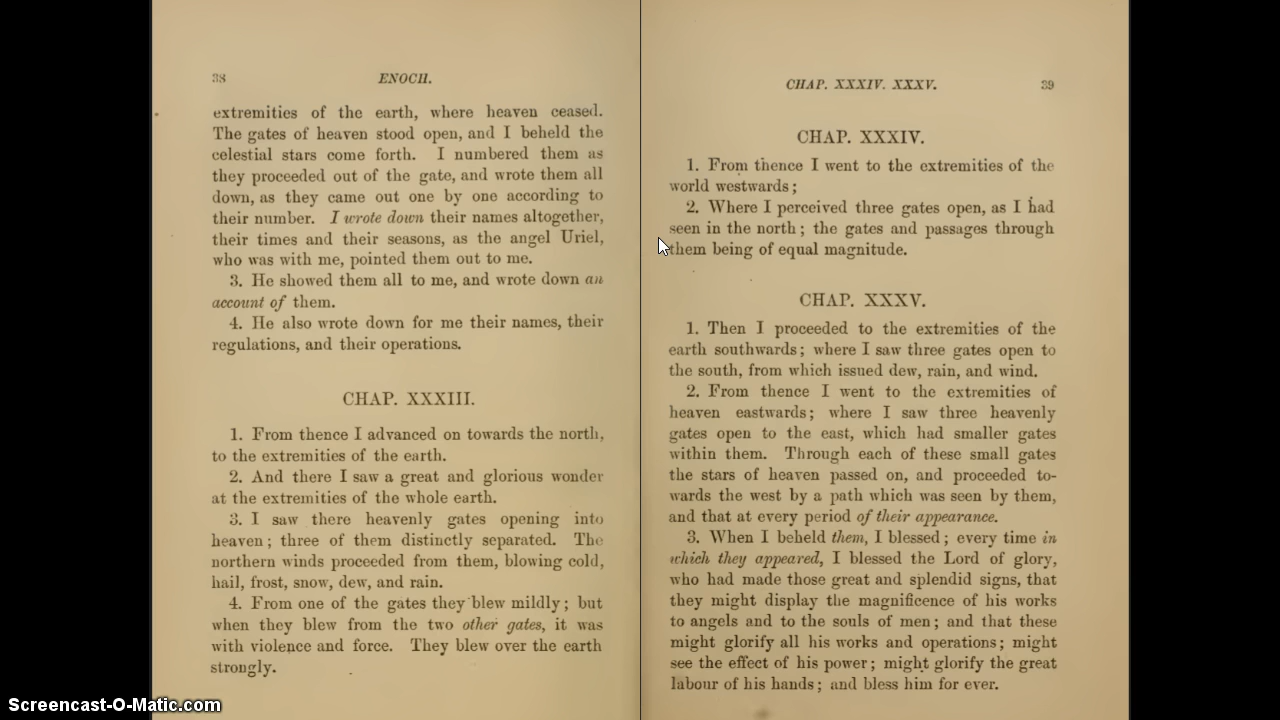 38
ENOCH.
extremities of the earth, where heaven ceased.
The gates of heaven stood open, and I beheld the
celestial stars come forth. I numbered them as
they proceeded out of the gate, and wrote them all
down, as they came out one by one according to
their number. I wrote down their names altogether,
their times and their seasons, as the angel Uriel,
who was with me, pointed them out to me.
3. He showed them all to me, and wrote down an
account of them.
4. He also wrote down for me their names, their
regulations, and their operations.
CHAP. XXXIII.
1. From thence I advanced on towards the north,
to the extremities of the earth.
2. And there I saw a great and glorious wonder
at the extremities of the whole earth.
3. I saw there heavenly gates opening into
heaven; three of them distinctly separated. The
northern winds proceeded from them, blowing cold,
hail, frost, snow, dew, and rain.
4. From one of the gates they blew mildly; but
when they blew from the two other gates, it was
with violence and force. They blew over the earth
strongly.
CHAP. XXXIV. XXXV.
39
CHAP. XXXIV.
1. From thence I went to the extremities of the
world westwards;
2. Where I perceived three gates open, as I had
seen in the north; the gates and passages through
them being of equal magnitude.
CHAP. XXXV.
1. Then I proceeded to the extremities of the
earth southwards; where I saw three gates open to
the south, from which issued dew, rain, and wind.
2. From thence I went to the extremities of
heaven eastwards; where I saw three heavenly
gates open to the east, which had smaller gates
within them. Through each of these small gates
the stars of heaven passed on, and proceeded to-
wards the west by a path which was seen by them,
and that at every period of their appearance.
3. When I beheld them, I blessed; every time in
which they appeared, I blessed the Lord of glory,
who had made those great and splendid signs, that
they might display the magnificence of his works
to angels and to the souls of men; and that these
might glorify all his works and operations; might
see the effect of his power; might glorify the great
labour of his hands; and bless him for ever.
Screencast-O-Matic.com